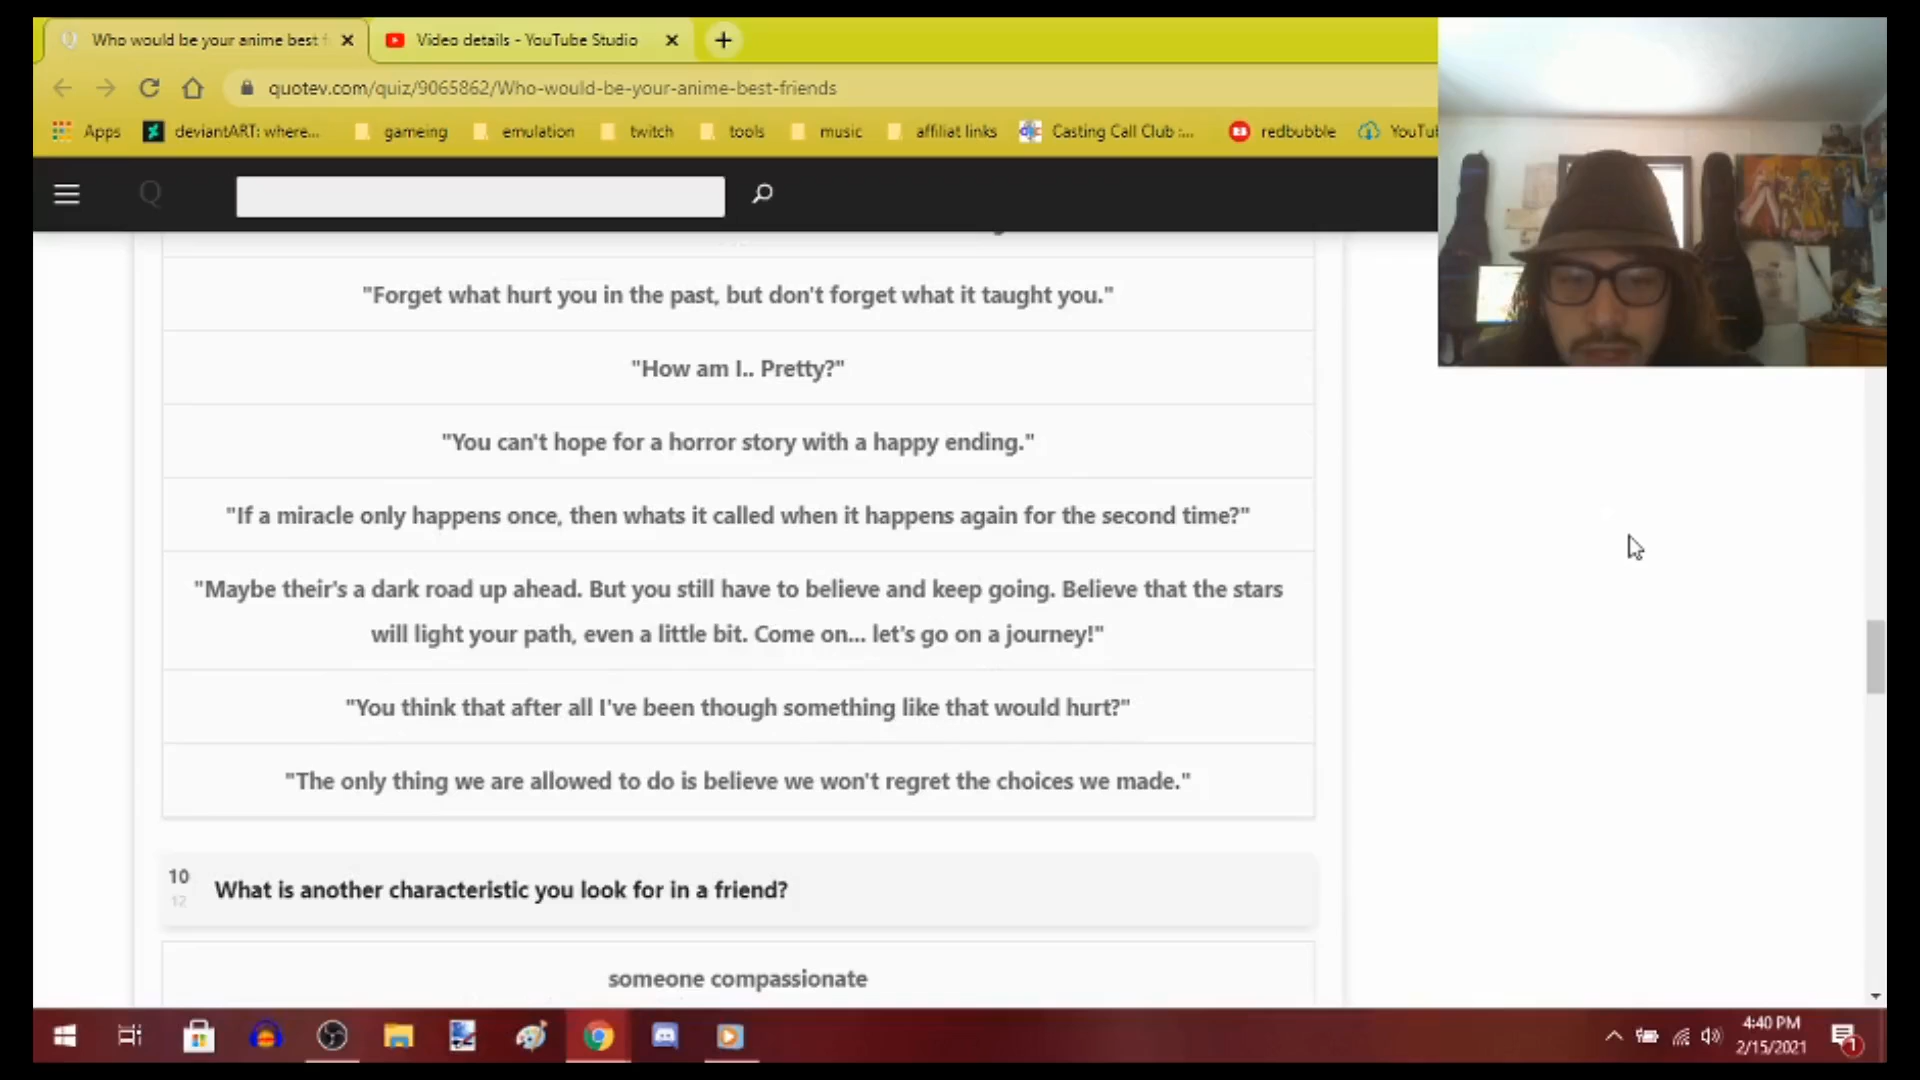 Who would be your anime best f
Video details - YouTube Studio
quotev.com/quiz/9065862/Who-would-be-your-anime-best-friends
Apps
deviantART: where...
gameing
emulation
twitch
tools
music
affiliat links
Casting Call Club :...
redbubble
YouTu
Q
"Forget what hurt you in the past, but don't forget what it taught you."
"How am I.. Pretty?"
"You can't hope for a horror story with a happy ending."
"If a miracle only happens once, then whats it called when it happens again for the second time?"
"Maybe their's a dark road up ahead. But you still have to believe and keep going. Believe that the stars
will light your path, even a little bit. Come on... let's go on a journey!"
"You think that after all I've been though something like that would hurt?"
"The only thing we are allowed to do is believe we won't regret the choices we made."
10
12
What is another characteristic you look for in a friend?
someone compassionate
4:40 PM
2/15/2021
1